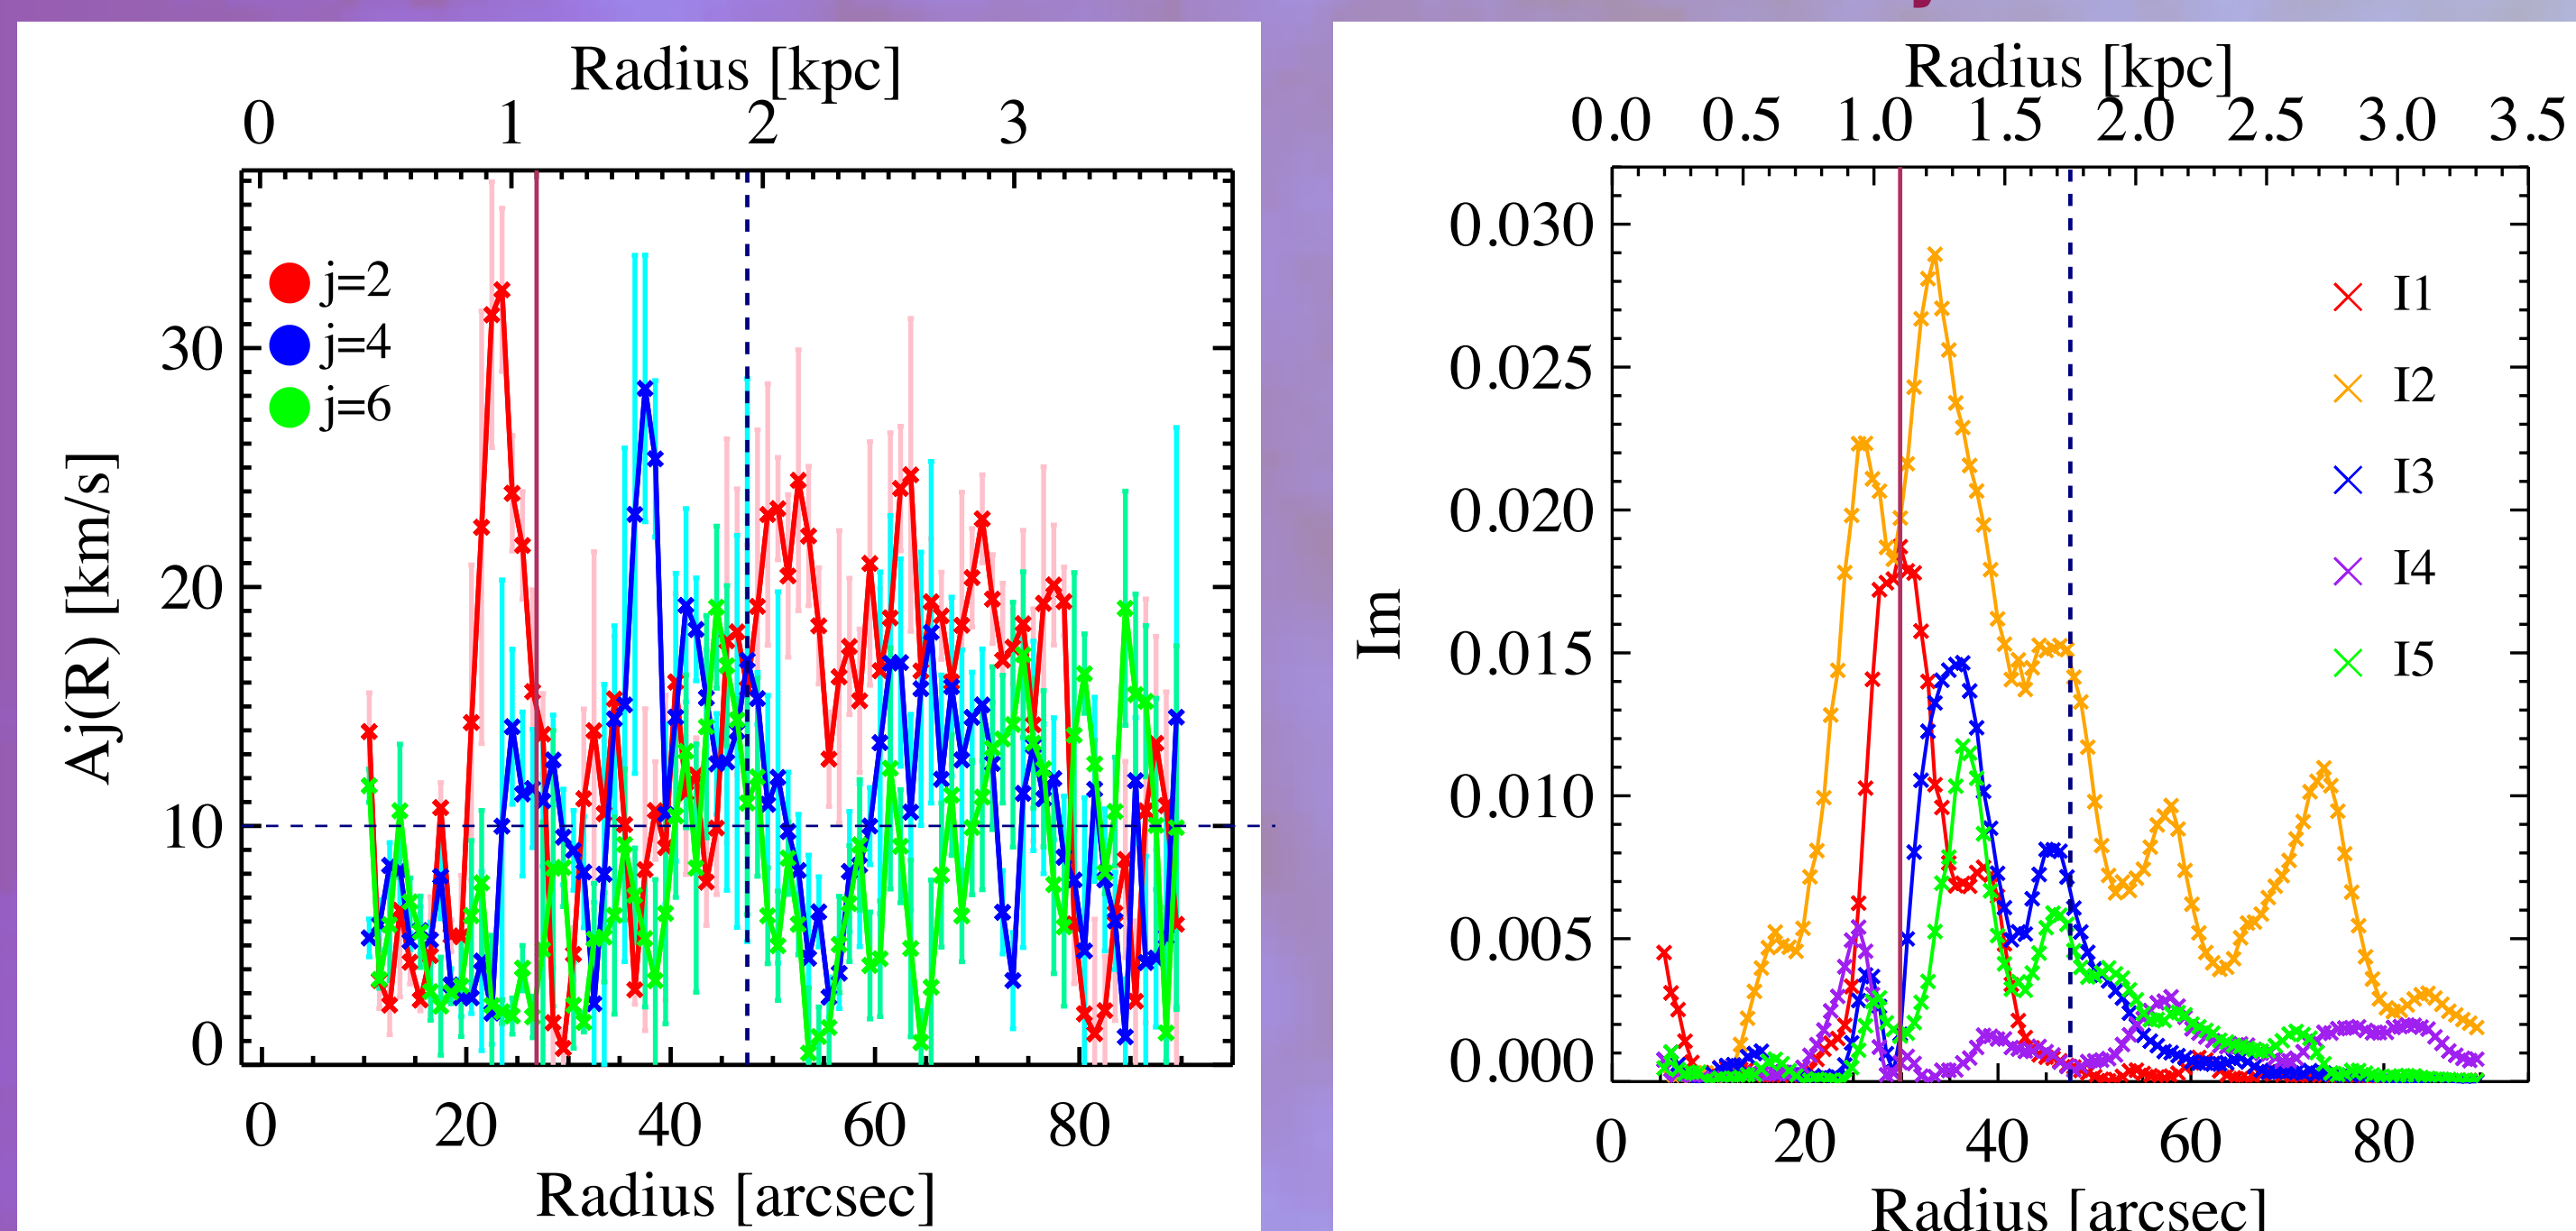 Radius [kpc]
0 1 2 3
j=2
j=4
j=6
Aj(R) [km/s]
30
20
10
0
0 20 40 60 80
Radius [arcsec]
Radius [kpc]
0.0 0.5 1.0 1.5 2.0 2.5 3.0 3.5
I1
I2
I3
I4
I5
Im
0.030
0.025
0.020
0.015
0.010
0.005
0.000
0 20 40 60 80
Radius [arcsec]